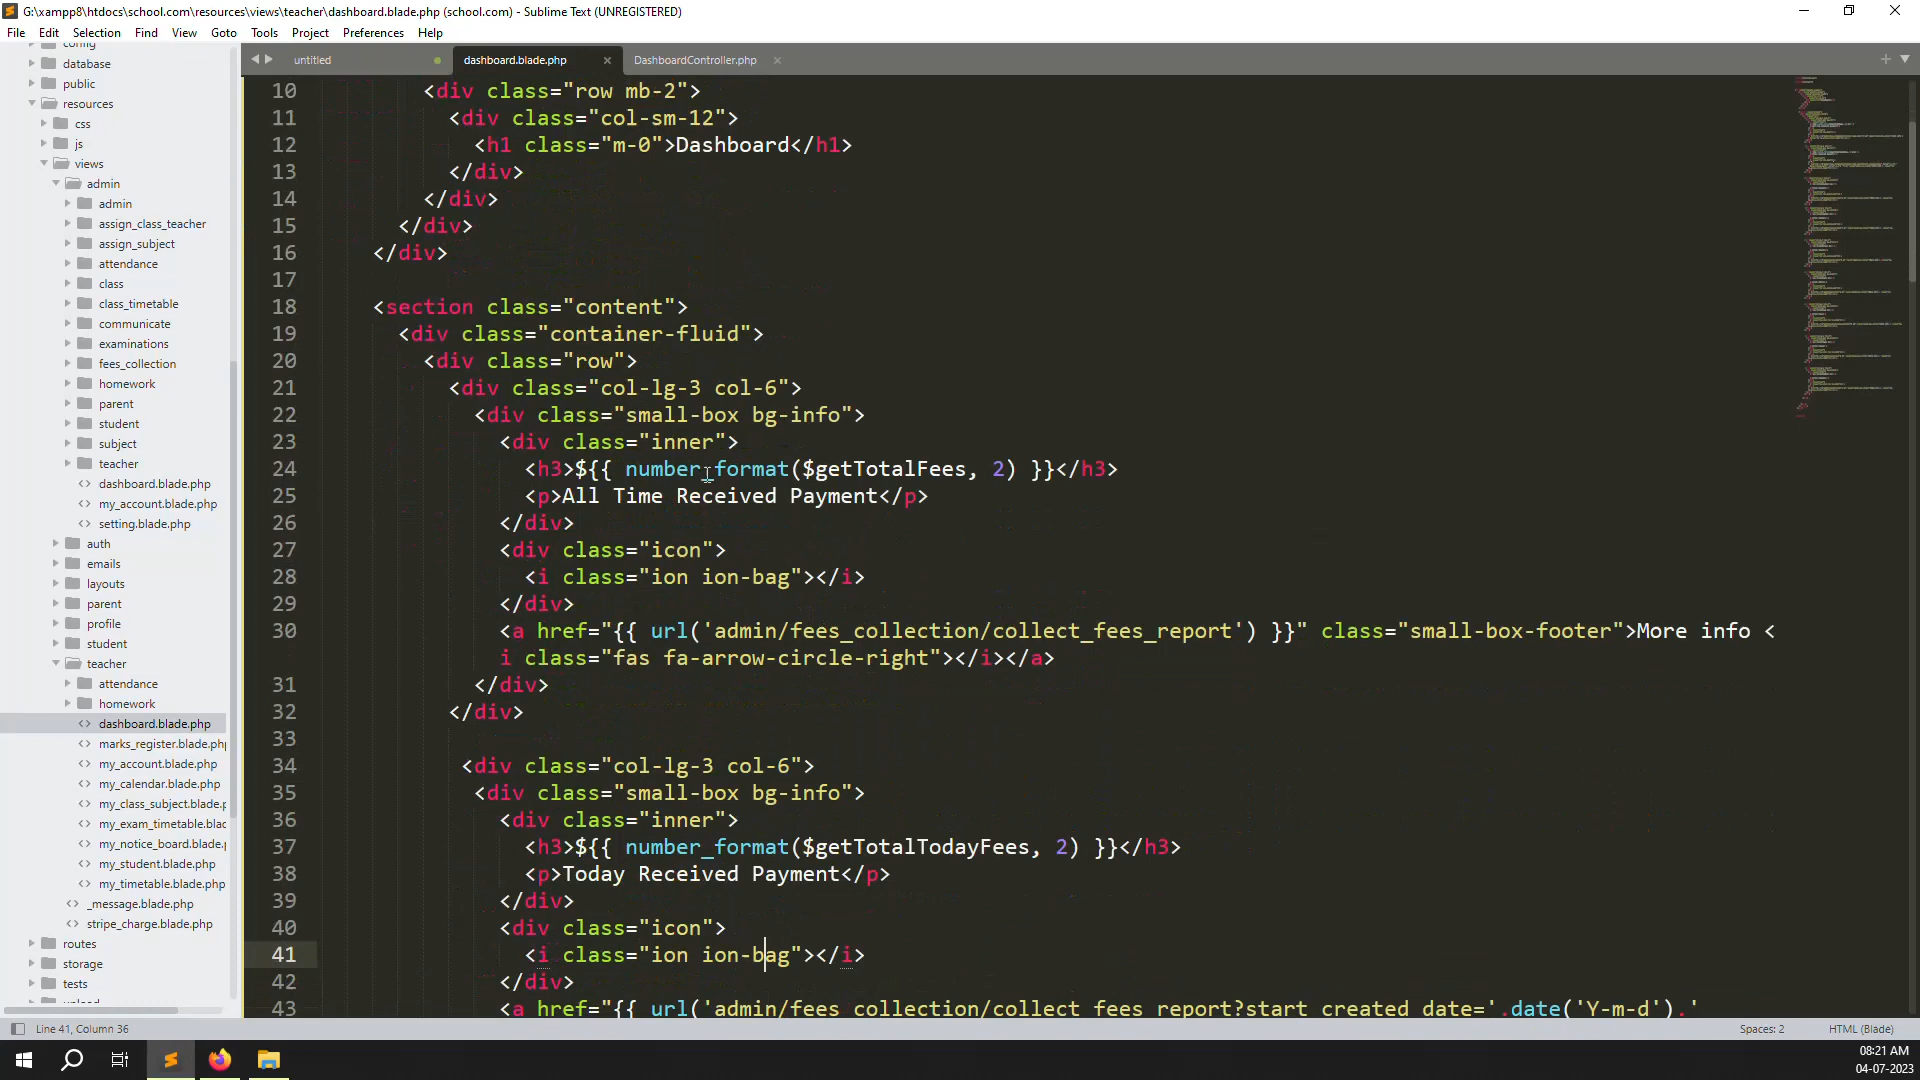 G:\xampp8\htdocs\school.com\resources\views\teacher\dashboard.blade.php (school.com) - Sublime Text (UNREGISTERED)
File Edit Selection Find View Goto Tools Project Preferences Help
untitled dashboard.blade.php DashboardController.php
config
database
public
resources
css
js
views
admin
admin
assign_class_teacher
assign_subject
attendance
class
class_timetable
communicate
examinations
fees_collection
homework
parent
student
subject
teacher
dashboard.blade.php
my_account.blade.php
setting.blade.php
auth
emails
layouts
parent
profile
student
teacher
attendance
homework
dashboard.blade.php
marks_register.blade.php
my_account.blade.php
my_calendar.blade.php
my_class_subject.blade.p
my_exam_timetable.blad
my_notice_board.blade.p
my_student.blade.php
my_timetable.blade.php
_message.blade.php
stripe_charge.blade.php
routes
storage
tests
upload
10 <div class="row mb-2">
11 <div class="col-sm-12">
12 <h1 class="m-0">Dashboard</h1>
13 </div>
14 </div>
15 </div>
16 </div>
17
18 <section class="content">
19 <div class="container-fluid">
20 <div class="row">
21 <div class="col-lg-3 col-6">
22 <div class="small-box bg-info">
23 <div class="inner">
24 <h3>${{ number_format($getTotalFees, 2) }}</h3>
25 <p>All Time Received Payment</p>
26 </div>
27 <div class="icon">
28 <i class="ion ion-bag"></i>
29 </div>
30 <a href="{{ url('admin/fees_collection/collect_fees_report') }}" class="small-box-footer">More info <
i class="fas fa-arrow-circle-right"></i></a>
31 </div>
32 </div>
33
34 <div class="col-lg-3 col-6">
35 <div class="small-box bg-info">
36 <div class="inner">
37 <h3>${{ number_format($getTotalTodayFees, 2) }}</h3>
38 <p>Today Received Payment</p>
39 </div>
40 <div class="icon">
41 <i class="ion ion-bag"></i>
42 </div>
43 <a href="{{ url('admin/fees_collection/collect_fees_report?start_created_date='.date('Y-m-d').'
Line 41, Column 36
Spaces: 2 HTML (Blade)
08:21 AM
04-07-2023